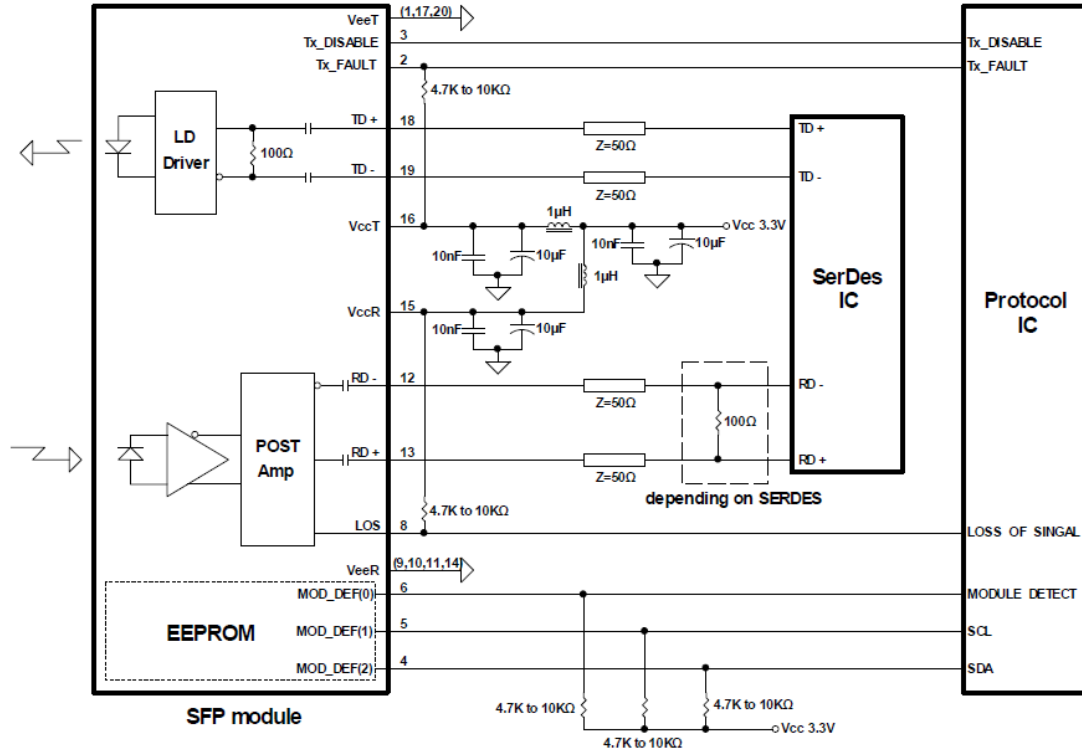 VeeT
(1,17,20)
Tx_DISABLE
3
Tx_DISABLE
Tx_FAULT
2
Tx_FAULT
4.7K to 10KΩ
LD
Driver
100Ω
TD +
18
Z=50Ω
TD +
TD -
19
Z=50Ω
TD -
VccT
16
1µH
Vcc 3.3V
10nF
10µF
10nF
10µF
1µH
SerDes
IC
Protocol
IC
VccR
15
10nF
10µF
RD -
12
Z=50Ω
RD -
POST
Amp
100Ω
RD +
13
Z=50Ω
RD +
depending on SERDES
4.7K to 10KΩ
LOS
8
LOSS OF SINGAL
VeeR
(9,10,11,14)
MOD_DEF(0)
6
MODULE DETECT
EEPROM
MOD_DEF(1)
5
SCL
MOD_DEF(2)
4
SDA
4.7K to 10KΩ
4.7K to 10KΩ
SFP module
Vcc 3.3V
4.7K to 10KΩ